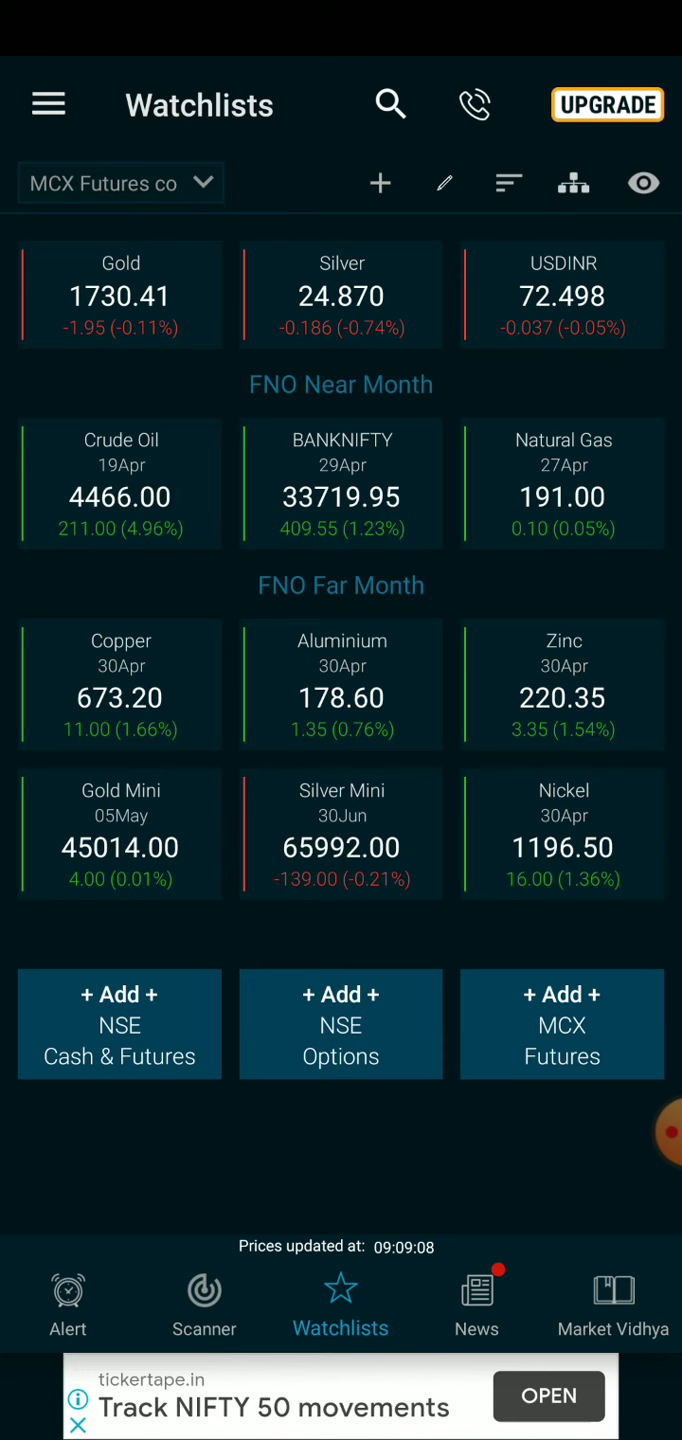 Watchlists
UPGRADE
MCX Futures co
Gold
1730.41
-1.95 (-0.11%)
Silver
24.870
-0.186 (-0.74%)
USDINR
72.498
-0.037 (-0.05%)
FNO Near Month
Crude Oil
19Apr
4466.00
211.00 (4.96%)
BANKNIFTY
29Apr
33719.95
409.55 (1.23%)
Natural Gas
27Apr
191.00
0.10 (0.05%)
FNO Far Month
Copper
30Apr
673.20
11.00 (1.66%)
Aluminium
30Apr
178.60
1.35 (0.76%)
Zinc
30Apr
220.35
3.35 (1.54%)
Gold Mini
05May
45014.00
4.00 (0.01%)
Silver Mini
30Jun
65992.00
-139.00 (-0.21%)
Nickel
30Apr
1196.50
16.00 (1.36%)
+ Add +
NSE
Cash & Futures
+ Add +
NSE
Options
+ Add +
MCX
Futures
Prices updated at: 09:09:08
Alert
Scanner
Watchlists
News
Market Vidhya
tickertape.in
Track NIFTY 50 movements
OPEN